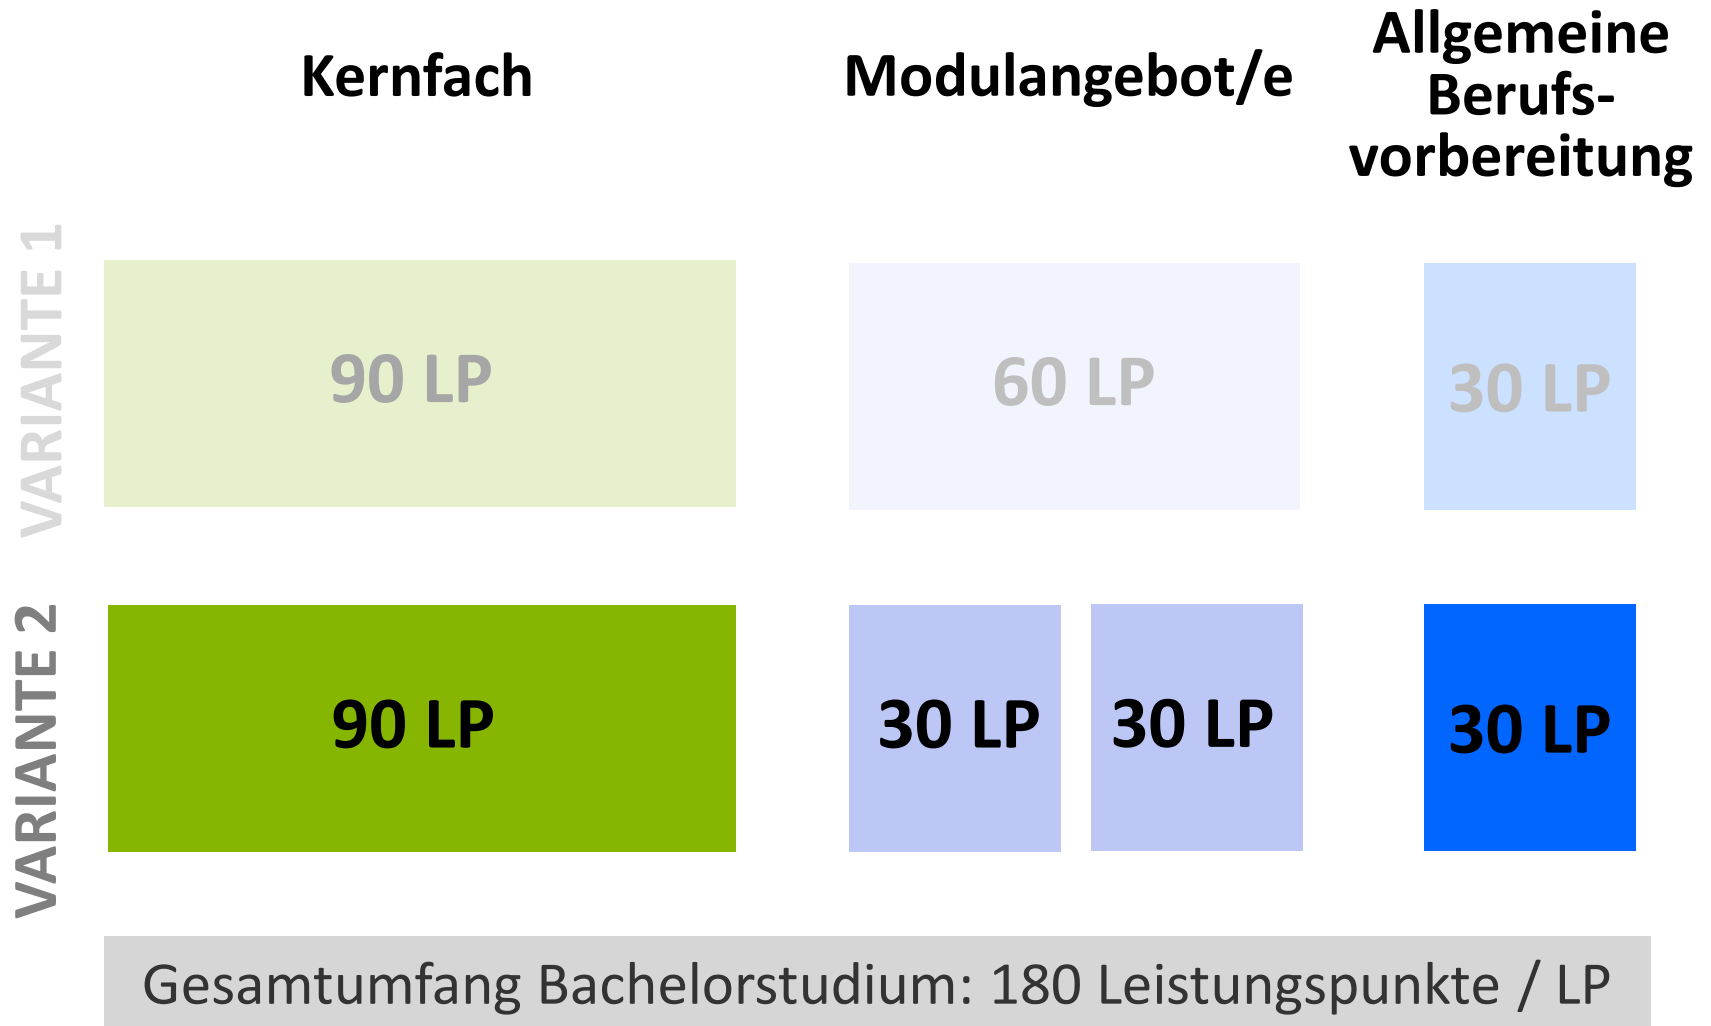 Kernfach
Modulangebot/e
Allgemeine
Berufs-
vorbereitung
VARIANTE 1
90 LP
60 LP
30 LP
VARIANTE 2
90 LP
30 LP
30 LP
30 LP
Gesamtumfang Bachelorstudium: 180 Leistungspunkte / LP